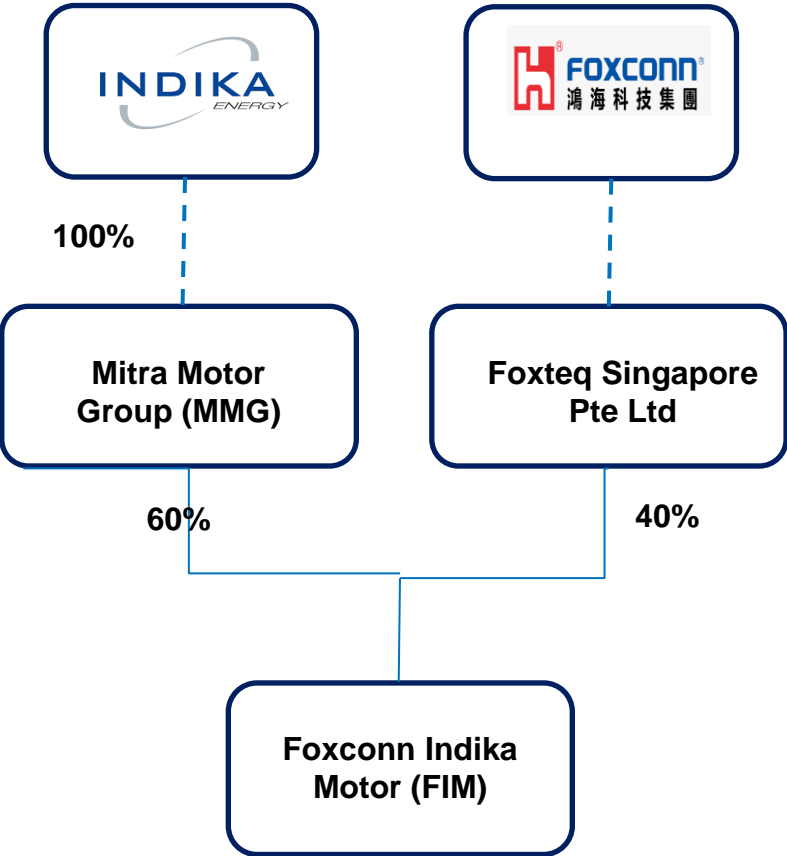 INDIKA
ENERGY
FOXCONN®
鴻海科技集團
100%
Mitra Motor
Group (MMG)
Foxteq Singapore
Pte Ltd
60%
40%
Foxconn Indika
Motor (FIM)